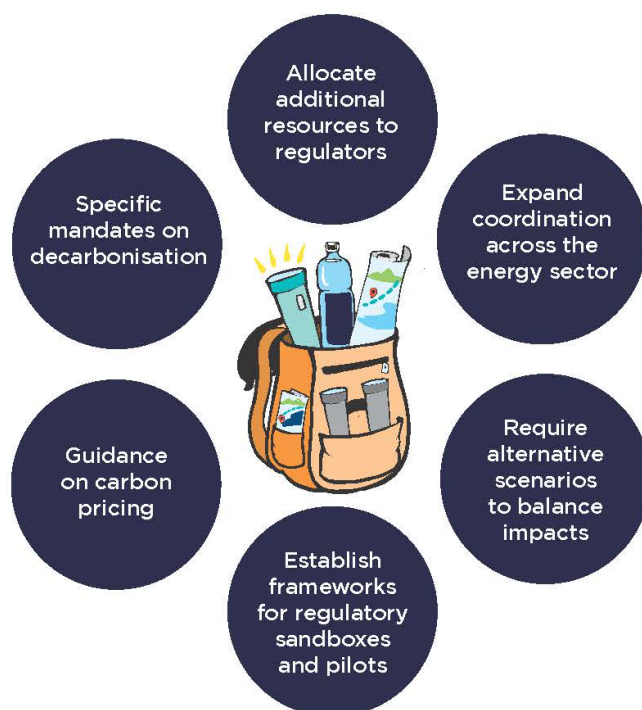 Allocate
additional
resources to
regulators
Specific
mandates on
decarbonisation
Expand
coordination
across the
energy sector
Guidance
on carbon
pricing
Require
alternative
scenarios
to balance
impacts
Establish
frameworks
for regulatory
sandboxes
and pilots